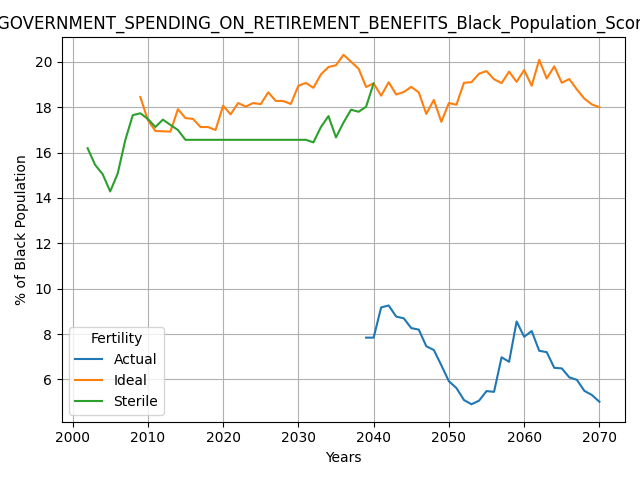 GOVERNMENT_SPENDING_ON_RETIREMENT_BENEFITS_Black_Population_Scor
20
18
16
14
12
10
8
6
% of Black Population
Fertility
Actual
Ideal
Sterile
2000 2010 2020 2030 2040 2050 2060 2070
Years